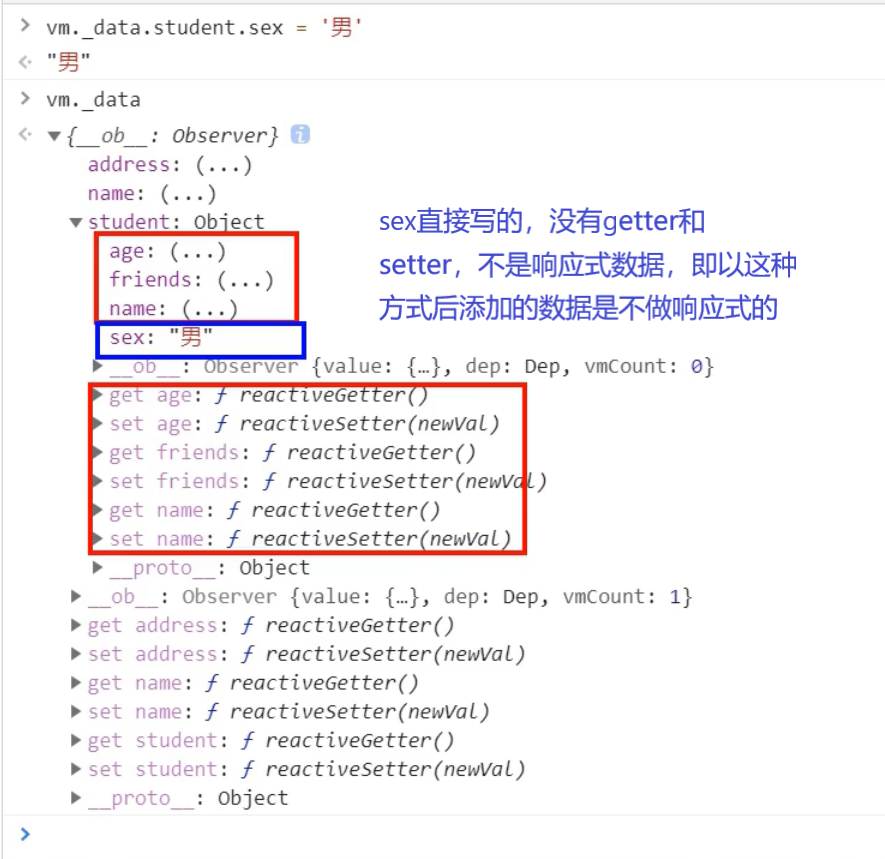 > vm._data.student.sex = '男'
< "男"
> vm._data
< ▼{__ob__: Observer} i
address: (...)
name: (...)
▼student: Object
age: (...)
friends: (...)
name: (...)
sex: "男"
▶__ob__: Observer {value: {…}, dep: Dep, vmCount: 0}
▶get age: ƒ reactiveGetter()
▶set age: ƒ reactiveSetter(newVal)
▶get friends: ƒ reactiveGetter()
▶set friends: ƒ reactiveSetter(newVal)
▶get name: ƒ reactiveGetter()
▶set name: ƒ reactiveSetter(newVal)
▶__proto__: Object
▶__ob__: Observer {value: {…}, dep: Dep, vmCount: 1}
▶get address: ƒ reactiveGetter()
▶set address: ƒ reactiveSetter(newVal)
▶get name: ƒ reactiveGetter()
▶set name: ƒ reactiveSetter(newVal)
▶get student: ƒ reactiveGetter()
▶set student: ƒ reactiveSetter(newVal)
▶__proto__: Object
>
sex直接写的，没有getter和
setter，不是响应式数据，即以这种
方式后添加的数据是不做响应式的